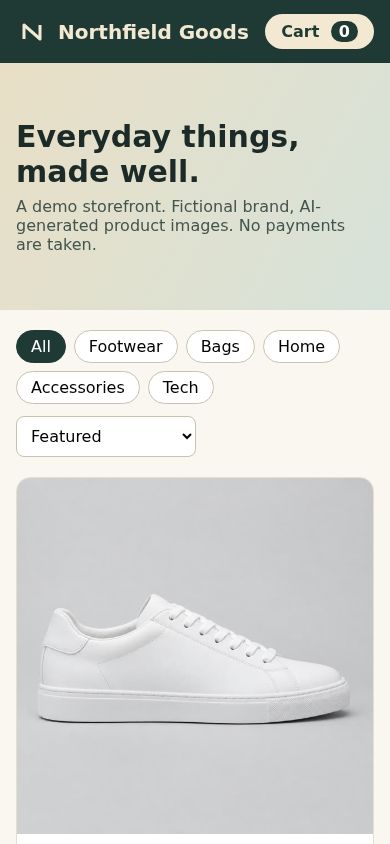 Northfield Goods
Cart 0
Everyday things,
made well.
A demo storefront. Fictional brand, AI-
generated product images. No payments
are taken.
All Footwear Bags Home
Accessories Tech
Featured